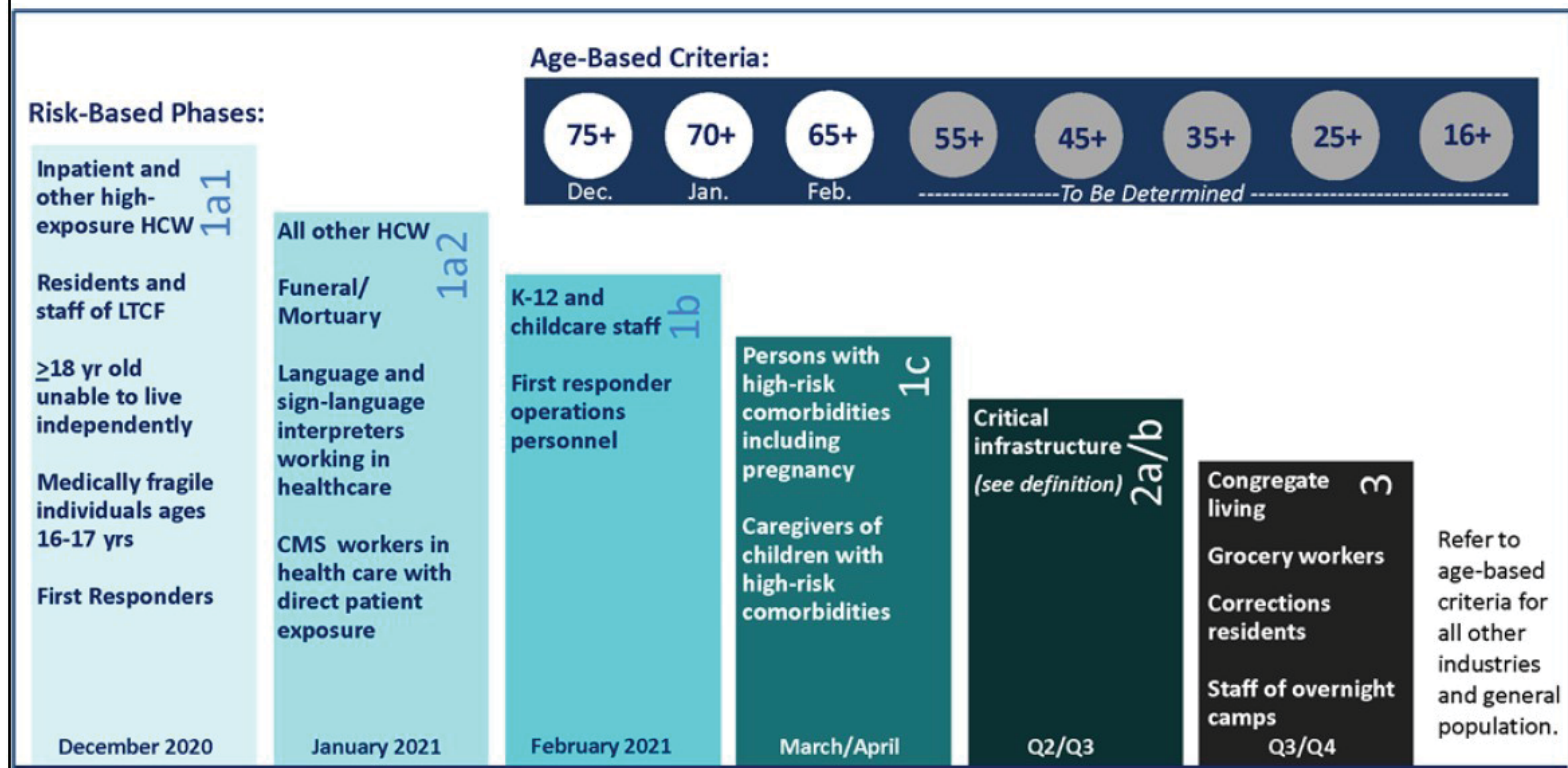 Age-Based Criteria:
75+
70+
65+
55+
45+
35+
25+
16+
Dec.
Jan.
Feb.
-----------------To Be Determined -------------------------------
Risk-Based Phases:
1a1
Inpatient and
other high-
exposure HCW
Residents and
staff of LTCF
≥18 yr old
unable to live
independently
Medically fragile
individuals ages
16-17 yrs
First Responders
December 2020
1a2
All other HCW
Funeral/
Mortuary
Language and
sign-language
interpreters
working in
healthcare
CMS workers in
health care with
direct patient
exposure
January 2021
1b
K-12 and
childcare staff
First responder
operations
personnel
February 2021
1c
Persons with
high-risk
comorbidities
including
pregnancy
Caregivers of
children with
high-risk
comorbidities
March/April
2a/b
Critical
infrastructure
(see definition)
Q2/Q3
3
Congregate
living
Grocery workers
Corrections
residents
Staff of overnight
camps
Q3/Q4
Refer to
age-based
criteria for
all other
industries
and general
population.